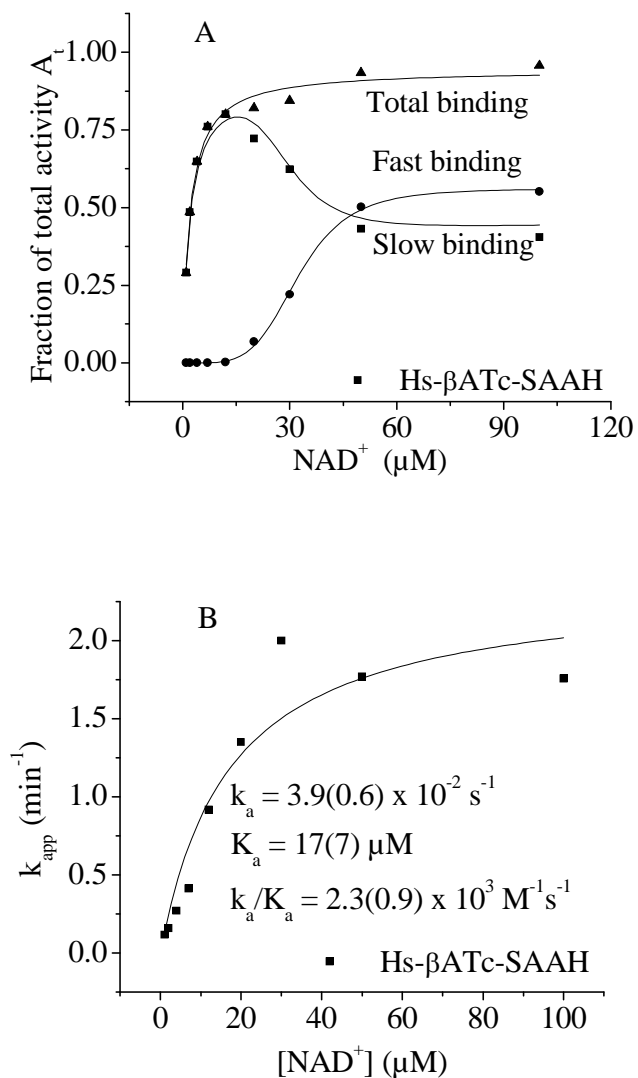 A
Fraction of total activity A_t
1.00
0.75
0.50
0.25
0.00
Total binding
Fast binding
Slow binding
Hs-βATc-SAAH
0 30 60 90 120
NAD⁺ (µM)
B
k_app (min⁻¹)
2.0
1.5
1.0
0.5
0.0
k_a = 3.9(0.6) x 10⁻² s⁻¹
K_a = 17(7) µM
k_a/K_a = 2.3(0.9) x 10³ M⁻¹s⁻¹
Hs-βATc-SAAH
0 20 40 60 80 100
[NAD⁺] (µM)